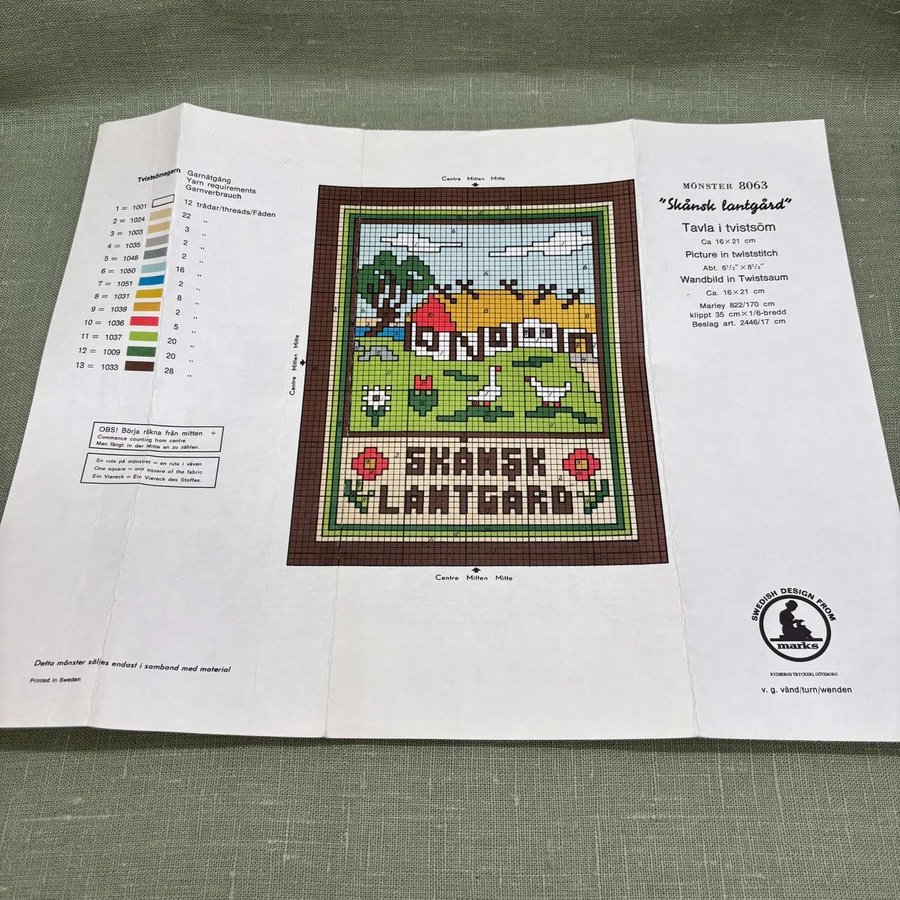 Tvistsömsgarn
Garnåtgång
Yarn requirements
Garnverbrauch
1 = 1001 12 trådar/threads/Fäden
2 = 1024 22 ,,
3 = 1003 3 ,,
4 = 1035 2 ,,
5 = 1048 2 ,,
6 = 1050 16 ,,
7 = 1051 2 ,,
8 = 1031 8 ,,
9 = 1039 2 ,,
10 = 1036 5 ,,
11 = 1037 20 ,,
12 = 1009 20 ,,
13 = 1033 28 ,,
OBS! Börja räkna från mitten +
Commence counting from centre
Man fängt in der Mitte an zu zählen.
En ruta på mönstret = en ruta i väven
One square = one square of the fabric
Ein Viereck = Ein Viereck des Stoffes.
Detta mönster säljes endast i samband med material
Printed in Sweden
Centre Mitten Mitte
Centre Mitten Mitte
SKÅNSK
LANTGÅRD
Centre Mitten Mitte
MÖNSTER 8063
"Skånsk lantgård"
Tavla i tvistsöm
Ca 16×21 cm
Picture in twiststitch
Abt. 6¹/₂"×8¹/₂"
Wandbild in Twistsaum
Ca. 16×21 cm
Marley 822/170 cm
klippt 35 cm×1/6-bredd
Beslag art. 2446/17 cm
SWEDISH DESIGN FROM
marks
RYDBERGS TRYCKERI, GÖTEBORG
v. g. vänd/turn/wenden